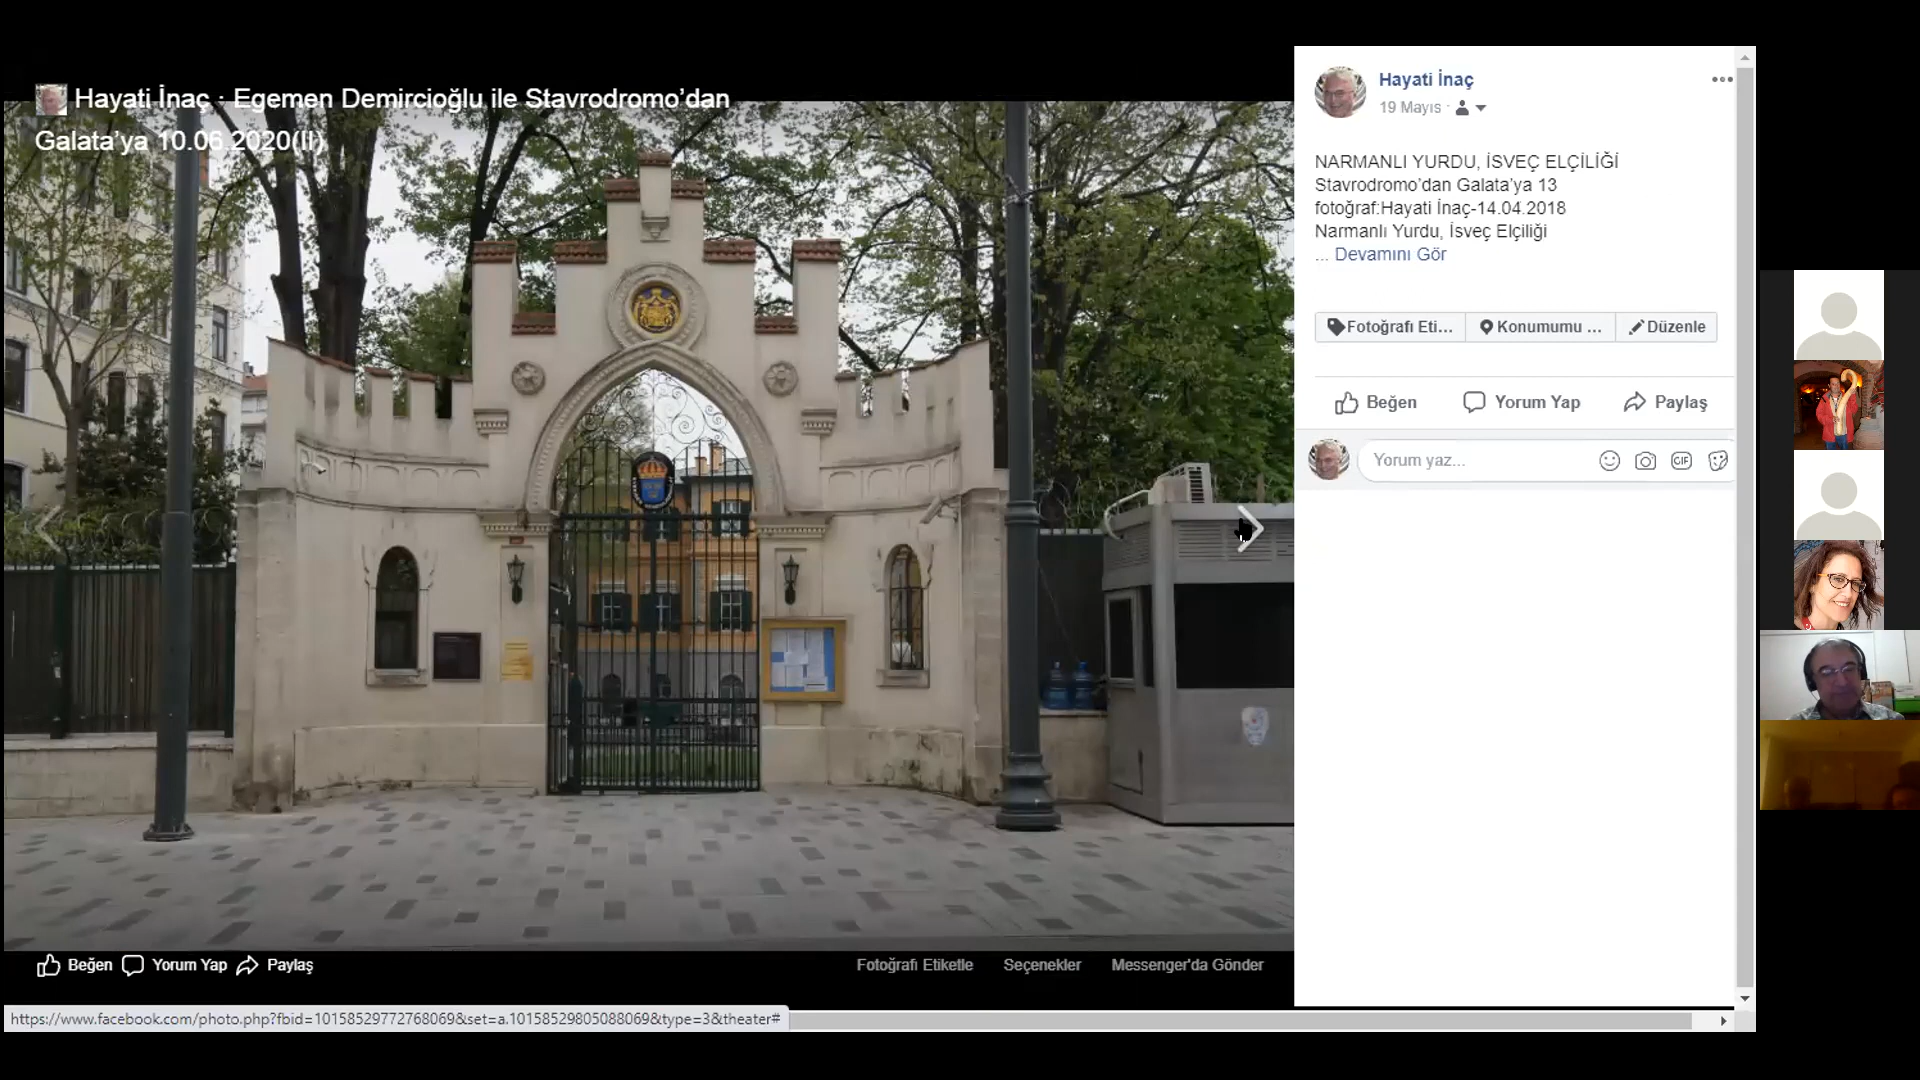 Hayati İnaç · Egemen Demircioğlu ile Stavrodromo’dan
Galata’ya 10.06.2020(II)
Hayati İnaç
19 Mayıs ·
NARMANLI YURDU, İSVEÇ ELÇİLİĞİ
Stavrodromo’dan Galata’ya 13
fotoğraf:Hayati İnaç-14.04.2018
Narmanlı Yurdu, İsveç Elçiliği
... Devamını Gör
Fotoğrafı Eti...
Konumumu ...
Düzenle
Beğen
Yorum Yap
Paylaş
Yorum yaz...
GIF
Beğen
Yorum Yap
Paylaş
Fotoğrafı Etiketle
Seçenekler
Messenger'da Gönder
https://www.facebook.com/photo.php?fbid=10158529772768069&set=a.10158529805088069&type=3&theater#